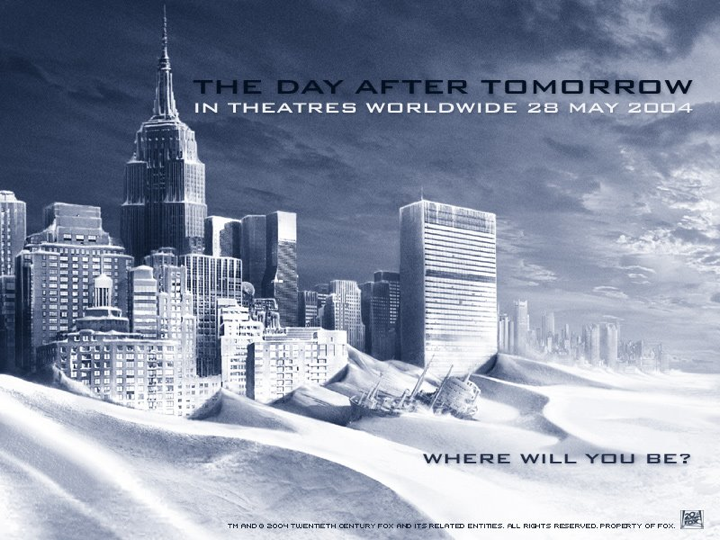 THE DAY AFTER TOMORROW
IN THEATRES WORLDWIDE 28 MAY 2004
WHERE WILL YOU BE?
TM AND © 2004 TWENTIETH CENTURY FOX AND ITS RELATED ENTITIES. ALL RIGHTS RESERVED. PROPERTY OF FOX.